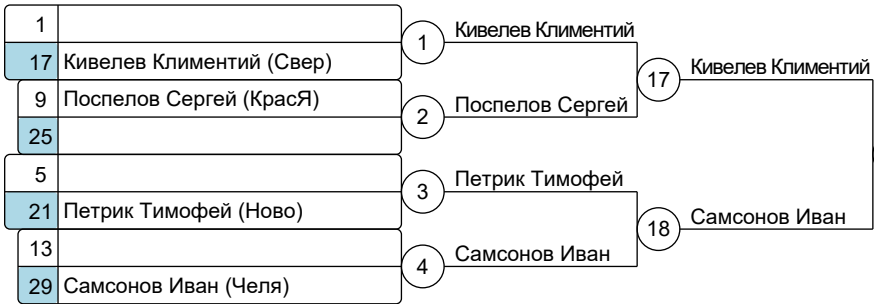 1
17 Кивелев Климентий (Свер)
9 Поспелов Сергей (КрасЯ)
25
5
21 Петрик Тимофей (Ново)
13
29 Самсонов Иван (Челя)
1 Кивелев Климентий
2 Поспелов Сергей
3 Петрик Тимофей
4 Самсонов Иван
17 Кивелев Климентий
18 Самсонов Иван